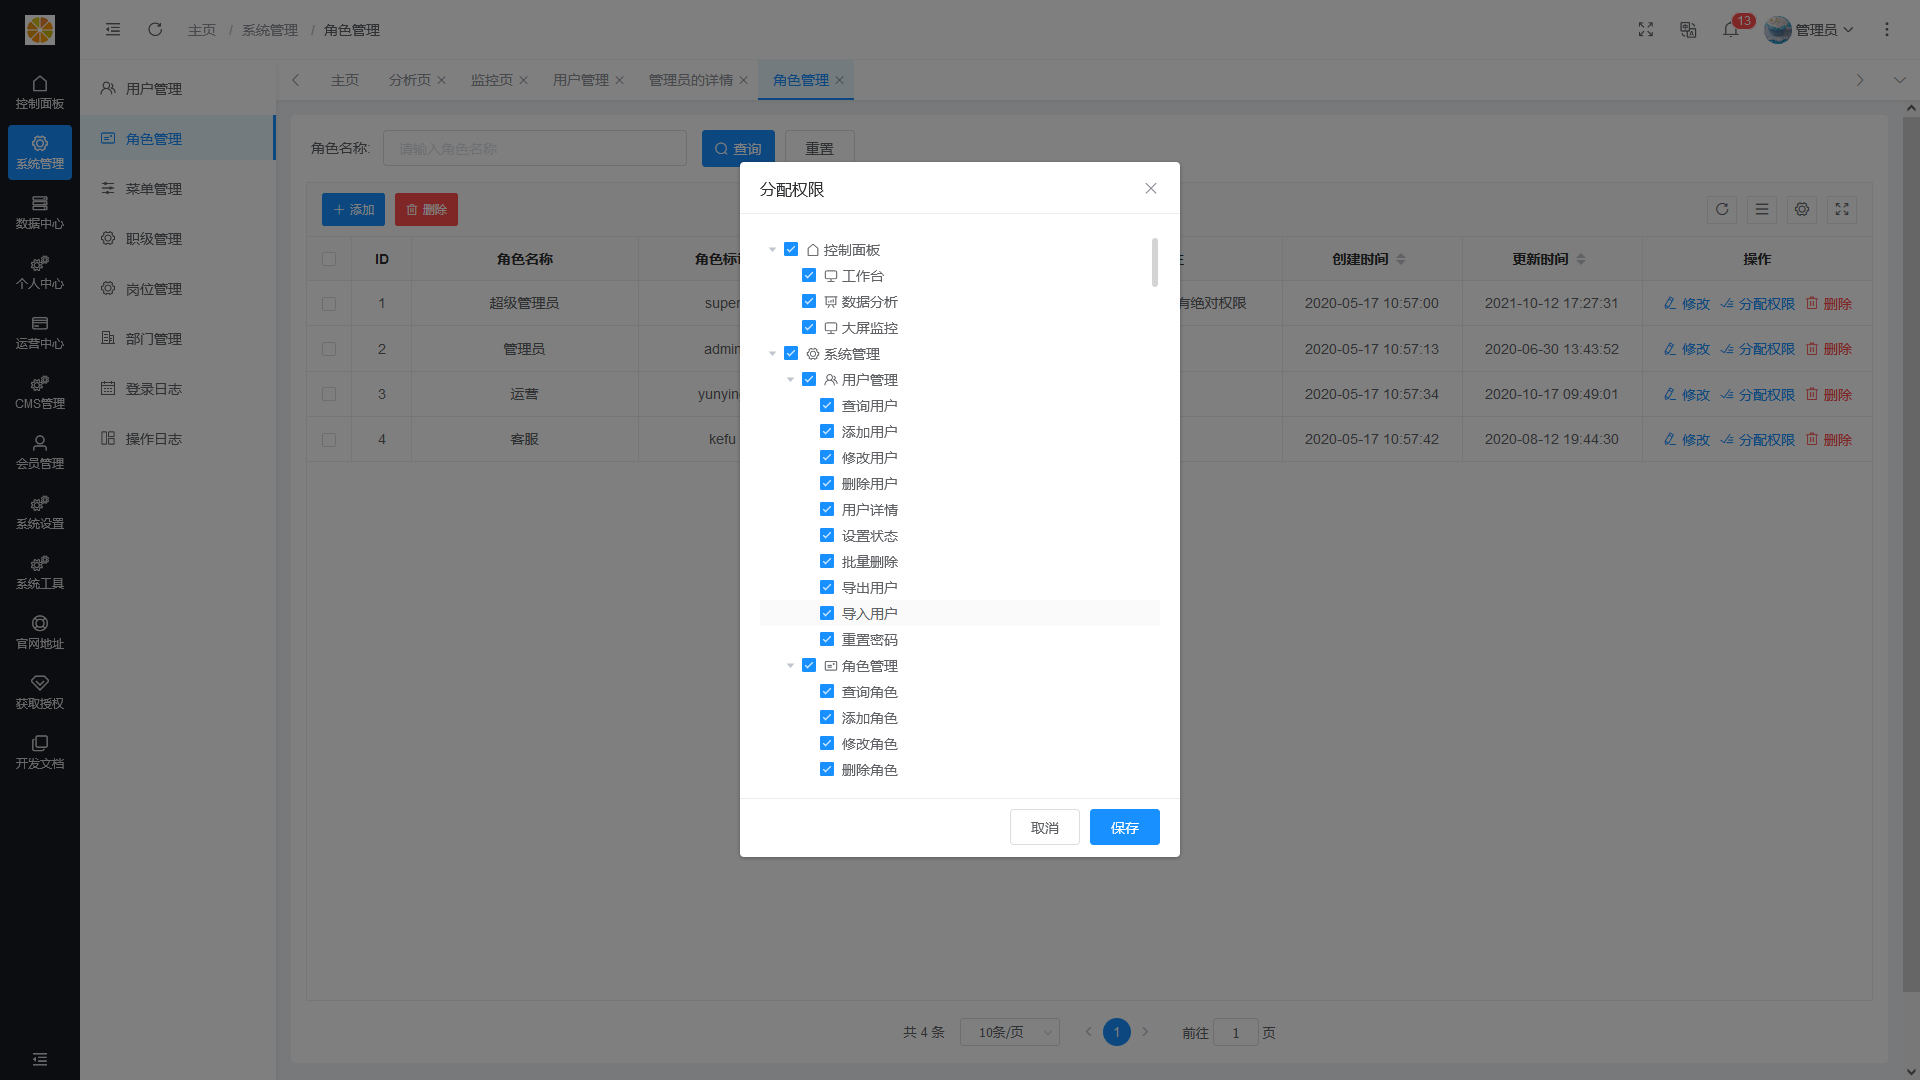 主页 / 系统管理 / 角色管理
13
管理员
控制面板
系统管理
数据中心
个人中心
运营中心
CMS管理
会员管理
系统设置
系统工具
官网地址
获取授权
开发文档
用户管理
角色管理
菜单管理
职级管理
岗位管理
部门管理
登录日志
操作日志
主页 分析页 监控页 用户管理 管理员的详情 角色管理
角色名称: 请输入角色名称 查询 重置
添加 删除
ID 角色名称 角色标 创建时间 更新时间 操作
1 超级管理员 super 有绝对权限 2020-05-17 10:57:00 2021-10-12 17:27:31 修改 分配权限 删除
2 管理员 admin 2020-05-17 10:57:13 2020-06-30 13:43:52 修改 分配权限 删除
3 运营 yunyin 2020-05-17 10:57:34 2020-10-17 09:49:01 修改 分配权限 删除
4 客服 kefu 2020-05-17 10:57:42 2020-08-12 19:44:30 修改 分配权限 删除
分配权限
控制面板
工作台
数据分析
大屏监控
系统管理
用户管理
查询用户
添加用户
修改用户
删除用户
用户详情
设置状态
批量删除
导出用户
导入用户
重置密码
角色管理
查询角色
添加角色
修改角色
删除角色
取消 保存
共 4 条 10条/页 1 前往 1 页